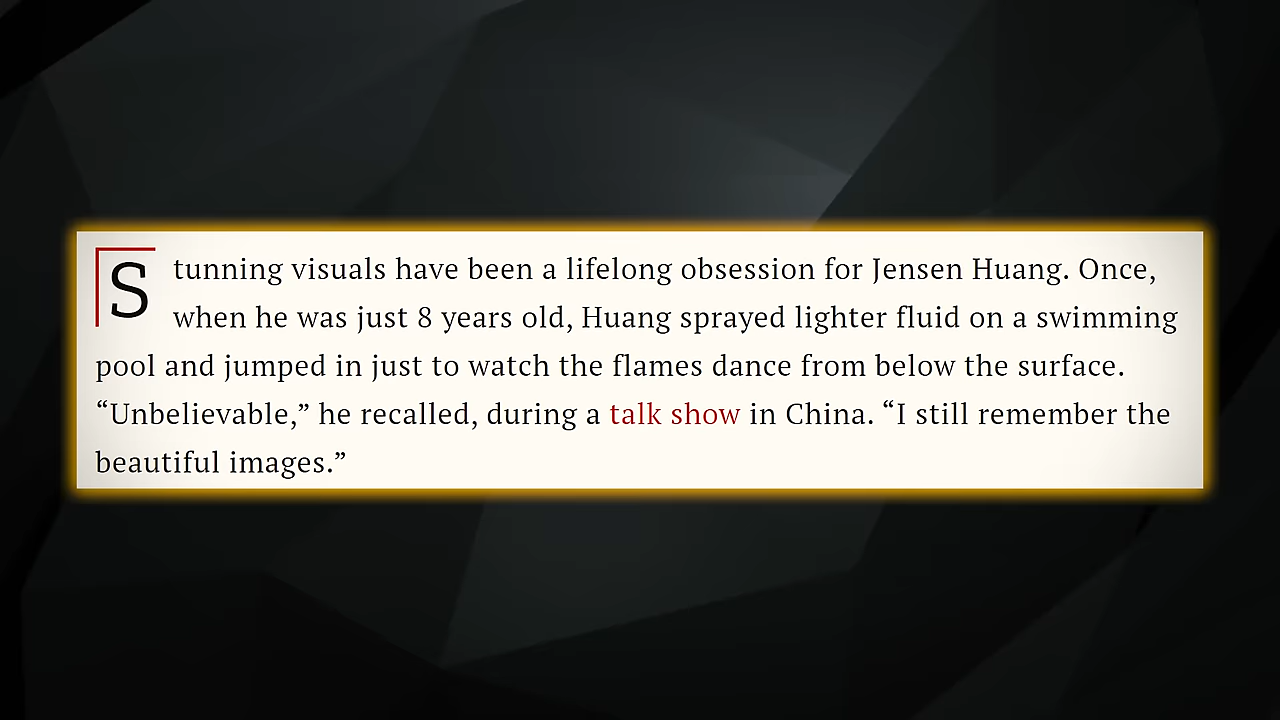 Stunning visuals have been a lifelong obsession for Jensen Huang. Once,
when he was just 8 years old, Huang sprayed lighter fluid on a swimming
pool and jumped in just to watch the flames dance from below the surface.
“Unbelievable,” he recalled, during a talk show in China. “I still remember the
beautiful images.”